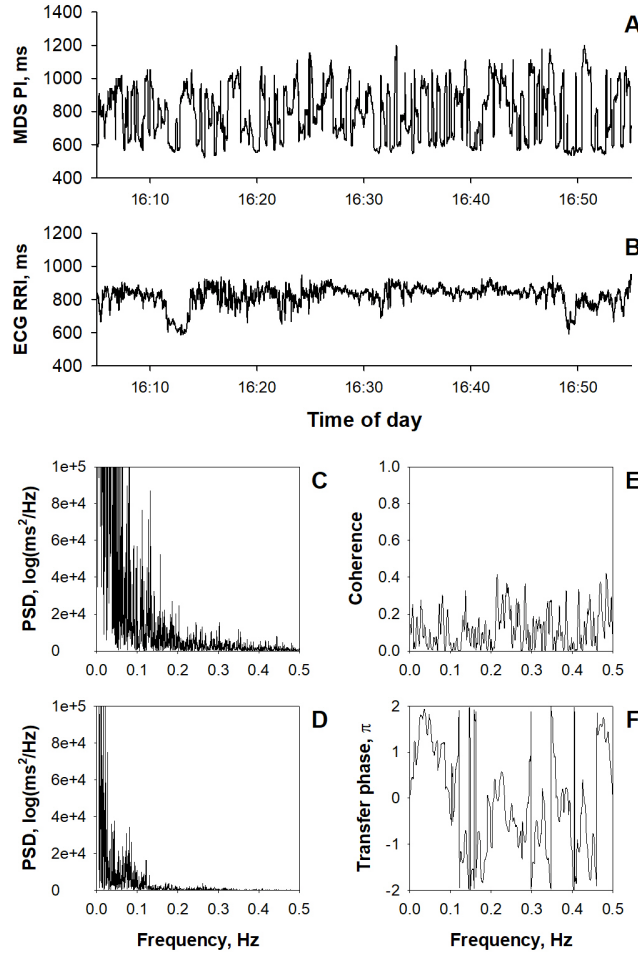 A
MDS PI, ms
1400
1200
1000
800
600
400
16:10 16:20 16:30 16:40 16:50
B
ECG RRI, ms
1200
1000
800
600
400
16:10 16:20 16:30 16:40 16:50
Time of day
C
PSD, log(ms²/Hz)
1e+5
8e+4
6e+4
4e+4
2e+4
0
0.0 0.1 0.2 0.3 0.4 0.5
E
Coherence
1.0
0.8
0.6
0.4
0.2
0.0
0.0 0.1 0.2 0.3 0.4 0.5
D
PSD, log(ms²/Hz)
1e+5
8e+4
6e+4
4e+4
2e+4
0
0.0 0.1 0.2 0.3 0.4 0.5
Frequency, Hz
F
Transfer phase, π
2
1
0
-1
-2
0.0 0.1 0.2 0.3 0.4 0.5
Frequency, Hz